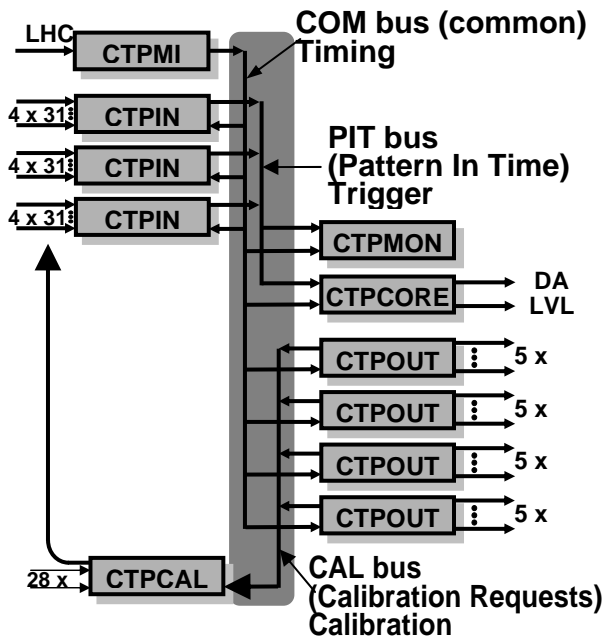 LHC
CTPMI
COM bus (common)
Timing
4 x 31
CTPIN
4 x 31
CTPIN
4 x 31
CTPIN
PIT bus
(Pattern In Time)
Trigger
CTPMON
CTPCORE
DA
LVL
CTPOUT
5 x
CTPOUT
5 x
CTPOUT
5 x
CTPOUT
5 x
28 x
CTPCAL
CAL bus
(Calibration Requests)
Calibration